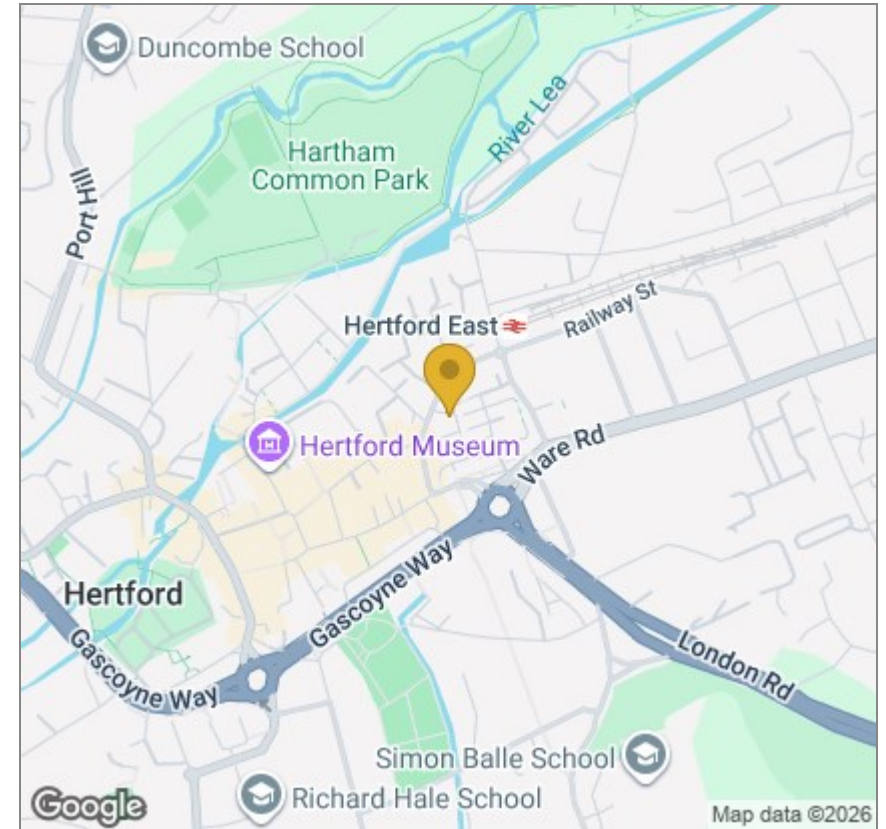 Duncombe School
River Lea
Hartham
Common Park
Port Hill
Hertford East
Railway St
Hertford Museum
Ware Rd
Gascoyne Way
Hertford
Gascoyne Way
London Rd
Simon Balle School
Richard Hale School
Google
Map data ©2026